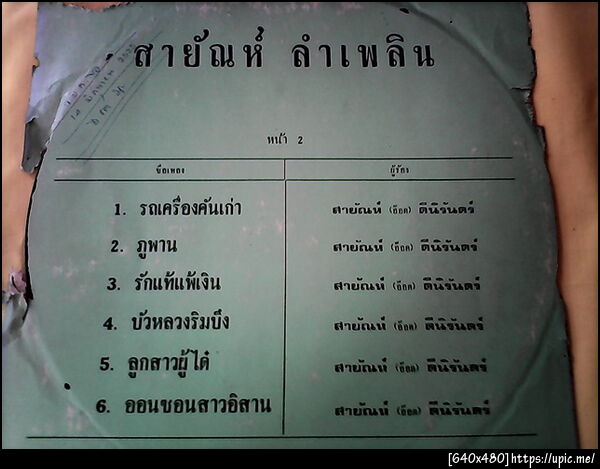 สายัณห์ ลำเพลิน
หน้า 2
ชื่อเพลง ผู้ร้อง
1. รถเครื่องคันเก่า สายัณห์ (อ๊อด) ดีนิรันดร์
2. ภูพาน สายัณห์ (อ๊อด) ดีนิรันดร์
3. รักแท้แพ้เงิน สายัณห์ (อ๊อด) ดีนิรันดร์
4. บัวหลวงริมบึง สายัณห์ (อ๊อด) ดีนิรันดร์
5. ลูกสาวผู้ใด๋ สายัณห์ (อ๊อด) ดีนิรันดร์
6. ออนซอนสาวอิสาน สายัณห์ (อ๊อด) ดีนิรันดร์
[640x480]https://upic.me/